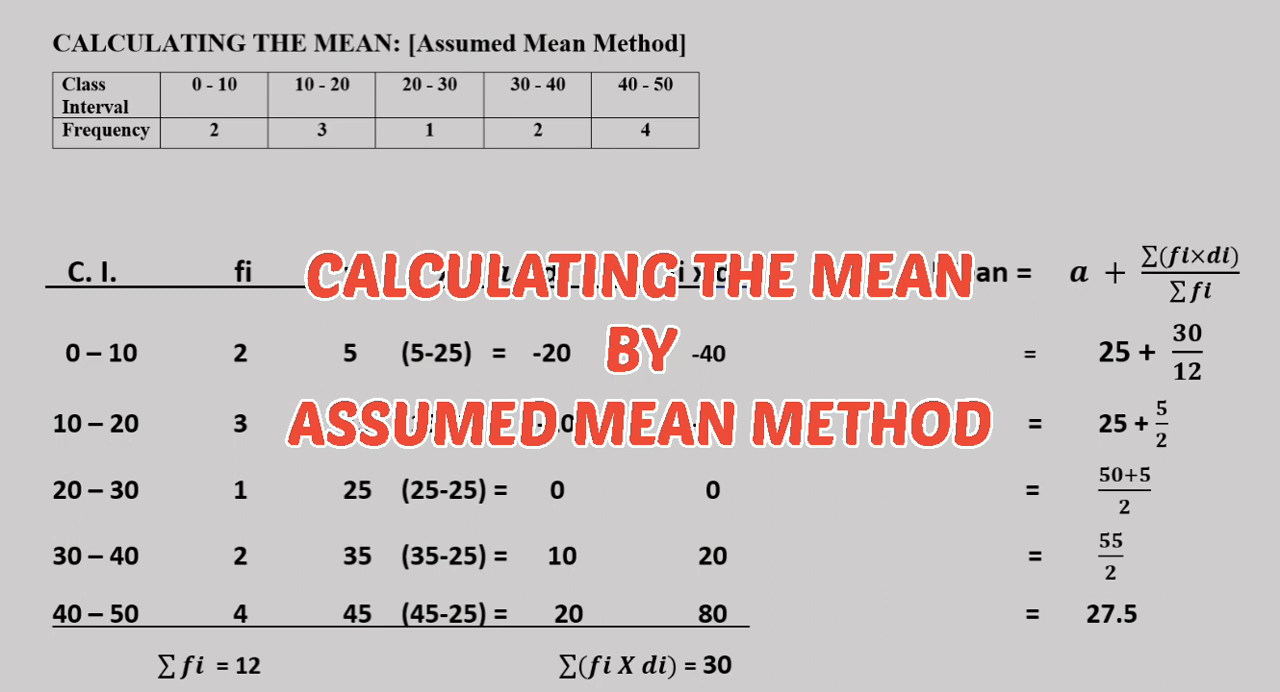 CALCULATING THE MEAN: [Assumed Mean Method]
Class Interval 0 - 10 10 - 20 20 - 30 30 - 40 40 - 50
Frequency 2 3 1 2 4
C. I. fi an = a + ∑(fi×di) / ∑fi
CALCULATING THE MEAN
0 – 10 2 5 (5-25) = -20 -40 = 25 + 30/12
BY
10 – 20 3 = 25 + 5/2
ASSUMED MEAN METHOD
20 – 30 1 25 (25-25) = 0 0 = 50+5/2
30 – 40 2 35 (35-25) = 10 20 = 55/2
40 – 50 4 45 (45-25) = 20 80 = 27.5
∑fi = 12 ∑(fi X di) = 30